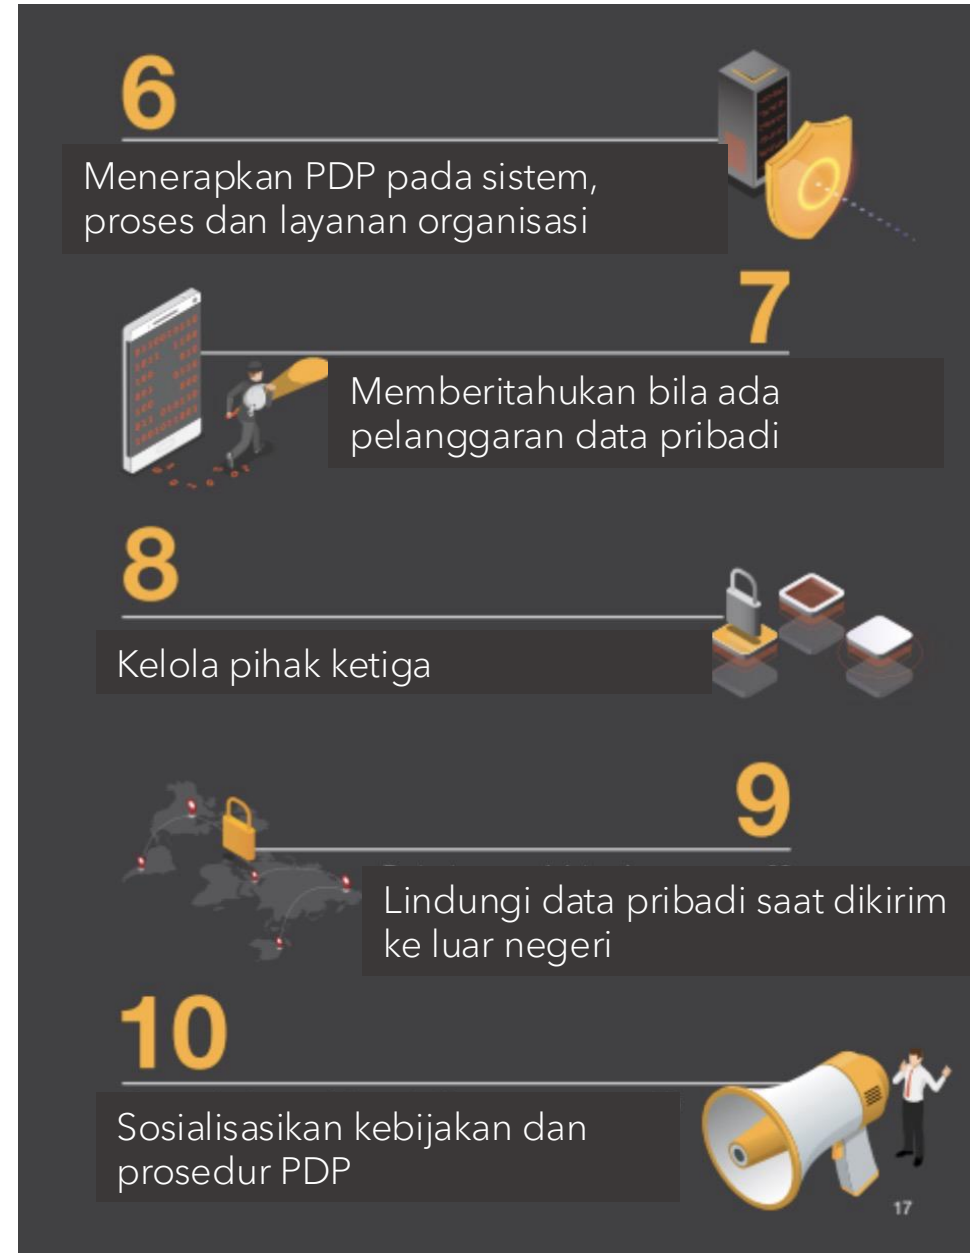 6
Menerapkan PDP pada sistem,
proses dan layanan organisasi
7
Memberitahukan bila ada
pelanggaran data pribadi
8
Kelola pihak ketiga
9
Lindungi data pribadi saat dikirim
ke luar negeri
10
Sosialisasikan kebijakan dan
prosedur PDP
17